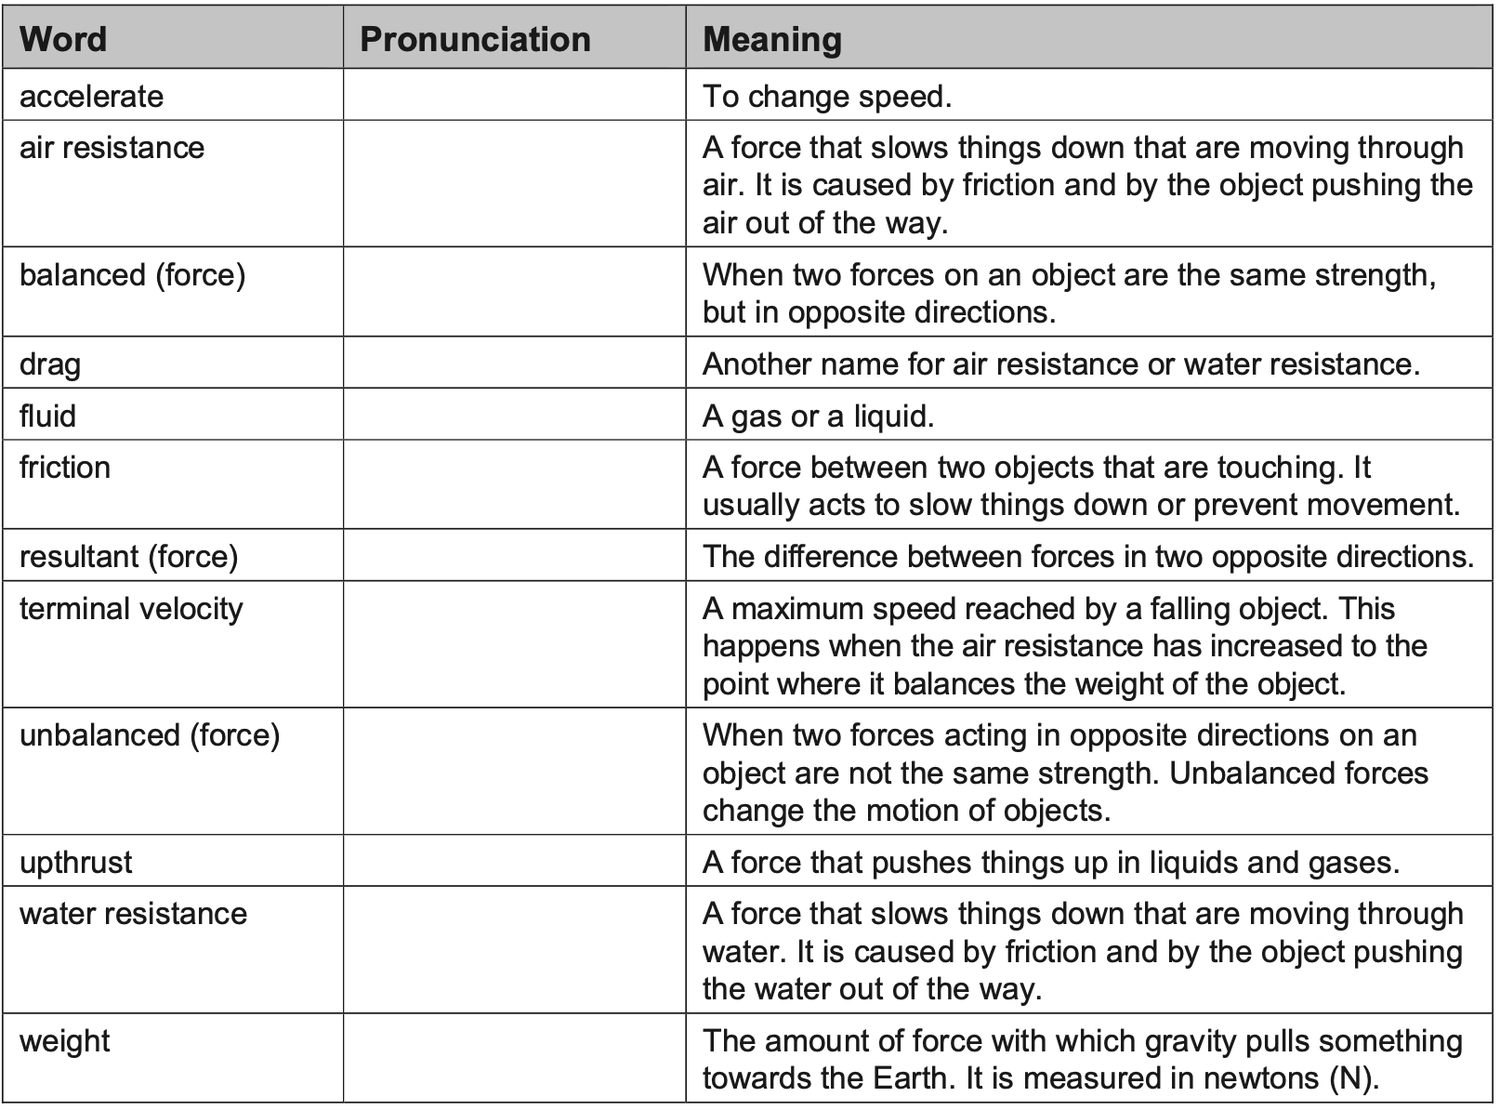 Word Pronunciation Meaning
accelerate To change speed.
air resistance A force that slows things down that are moving through
air. It is caused by friction and by the object pushing the
air out of the way.
balanced (force) When two forces on an object are the same strength,
but in opposite directions.
drag Another name for air resistance or water resistance.
fluid A gas or a liquid.
friction A force between two objects that are touching. It
usually acts to slow things down or prevent movement.
resultant (force) The difference between forces in two opposite directions.
terminal velocity A maximum speed reached by a falling object. This
happens when the air resistance has increased to the
point where it balances the weight of the object.
unbalanced (force) When two forces acting in opposite directions on an
object are not the same strength. Unbalanced forces
change the motion of objects.
upthrust A force that pushes things up in liquids and gases.
water resistance A force that slows things down that are moving through
water. It is caused by friction and by the object pushing
the water out of the way.
weight The amount of force with which gravity pulls something
towards the Earth. It is measured in newtons (N).